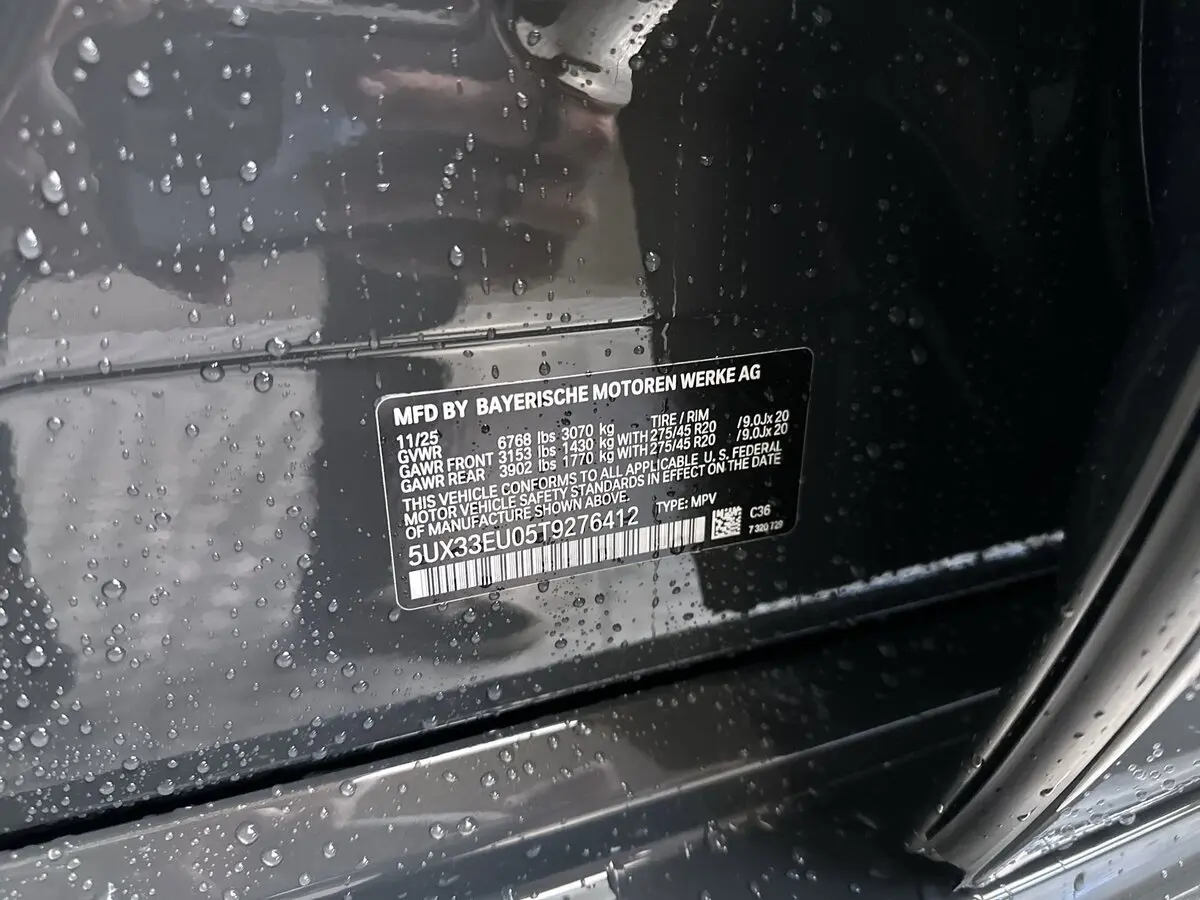 MFD BY BAYERISCHE MOTOREN WERKE AG
11/25 TIRE / RIM
GVWR 6768 lbs 3070 kg
GAWR FRONT 3153 lbs 1430 kg WITH 275/45 R20 /9.0Jx 20
GAWR REAR 3902 lbs 1770 kg WITH 275/45 R20 /9.0Jx 20
THIS VEHICLE CONFORMS TO ALL APPLICABLE U. S. FEDERAL
MOTOR VEHICLE SAFETY STANDARDS IN EFFECT ON THE DATE
OF MANUFACTURE SHOWN ABOVE. TYPE: MPV
5UX33EU05T9276412 C36
7 320 729